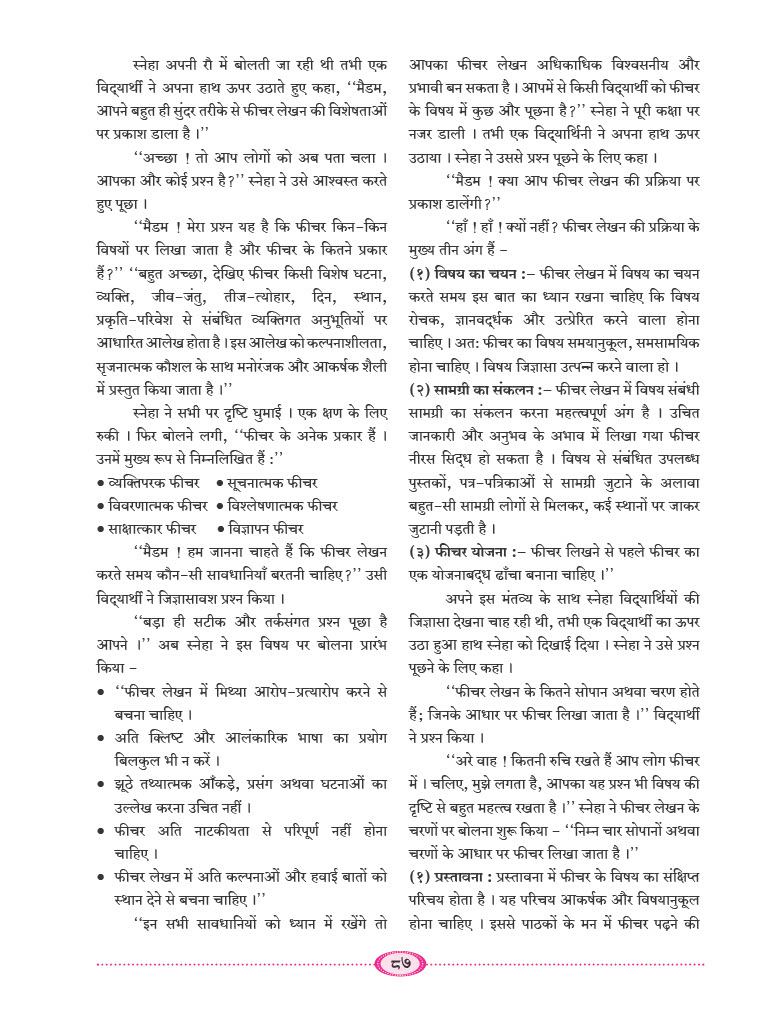 स्नेहा अपनी रौ में बोलती जा रही थी तभी एक
विद्यार्थी ने अपना हाथ ऊपर उठाते हुए कहा, ‘‘मैडम,
आपने बहुत ही सुंदर तरीके से फीचर लेखन की विशेषताओं
पर प्रकाश डाला है ।’’
‘‘अच्छा ! तो आप लोगों को अब पता चला ।
आपका और कोई प्रश्न है?’’ स्नेहा ने उसे आश्वस्त करते
हुए पूछा ।
‘‘मैडम ! मेरा प्रश्न यह है कि फीचर किन-किन
विषयों पर लिखा जाता है और फीचर के कितने प्रकार
हैं?’’ ‘‘बहुत अच्छा, देखिए फीचर किसी विशेष घटना,
व्यक्ति, जीव-जंतु, तीज-त्योहार, दिन, स्थान,
प्रकृति-परिवेश से संबंधित व्यक्तिगत अनुभूतियों पर
आधारित आलेख होता है । इस आलेख को कल्पनाशीलता,
सृजनात्मक कौशल के साथ मनोरंजक और आकर्षक शैली
में प्रस्तुत किया जाता है ।’’
स्नेहा ने सभी पर दृष्टि घुमाई । एक क्षण के लिए
रुकी । फिर बोलने लगी, ‘‘फीचर के अनेक प्रकार हैं ।
उनमें मुख्य रूप से निम्नलिखित हैं :’’
• व्यक्तिपरक फीचर • सूचनात्मक फीचर
• विवरणात्मक फीचर • विश्लेषणात्मक फीचर
• साक्षात्कार फीचर • विज्ञापन फीचर
‘‘मैडम ! हम जानना चाहते हैं कि फीचर लेखन
करते समय कौन-सी सावधानियाँ बरतनी चाहिए?’’ उसी
विद्यार्थी ने जिज्ञासावश प्रश्न किया ।
‘‘बड़ा ही सटीक और तर्कसंगत प्रश्न पूछा है
आपने ।’’ अब स्नेहा ने इस विषय पर बोलना प्रारंभ
किया -
• ‘‘फीचर लेखन में मिथ्या आरोप-प्रत्यारोप करने से
बचना चाहिए ।
• अति क्लिष्ट और आलंकारिक भाषा का प्रयोग
बिलकुल भी न करें ।
• झूठे तथ्यात्मक आँकड़े, प्रसंग अथवा घटनाओं का
उल्लेख करना उचित नहीं ।
• फीचर अति नाटकीयता से परिपूर्ण नहीं होना
चाहिए ।
• फीचर लेखन में अति कल्पनाओं और हवाई बातों को
स्थान देने से बचना चाहिए ।’’
‘‘इन सभी सावधानियों को ध्यान में रखेंगे तो
आपका फीचर लेखन अधिकाधिक विश्वसनीय और
प्रभावी बन सकता है । आपमें से किसी विद्यार्थी को फीचर
के विषय में कुछ और पूछना है?’’ स्नेहा ने पूरी कक्षा पर
नजर डाली । तभी एक विद्यार्थिनी ने अपना हाथ ऊपर
उठाया । स्नेहा ने उससे प्रश्न पूछने के लिए कहा ।
‘‘मैडम ! क्या आप फीचर लेखन की प्रक्रिया पर
प्रकाश डालेंगी?’’
‘‘हाँ ! हाँ ! क्यों नहीं? फीचर लेखन की प्रक्रिया के
मुख्य तीन अंग हैं -
(१) विषय का चयन :– फीचर लेखन में विषय का चयन
करते समय इस बात का ध्यान रखना चाहिए कि विषय
रोचक, ज्ञानवर्द्धक और उत्प्रेरित करने वाला होना
चाहिए । अत: फीचर का विषय समयानुकूल, समसामयिक
होना चाहिए । विषय जिज्ञासा उत्पन्न करने वाला हो ।
(२) सामग्री का संकलन :– फीचर लेखन में विषय संबंधी
सामग्री का संकलन करना महत्त्वपूर्ण अंग है । उचित
जानकारी और अनुभव के अभाव में लिखा गया फीचर
नीरस सिद्ध हो सकता है । विषय से संबंधित उपलब्ध
पुस्तकों, पत्र-पत्रिकाओं से सामग्री जुटाने के अलावा
बहुत-सी सामग्री लोगों से मिलकर, कई स्थानों पर जाकर
जुटानी पड़ती है ।
(३) फीचर योजना :– फीचर लिखने से पहले फीचर का
एक योजनाबद्ध ढाँचा बनाना चाहिए ।’’
अपने इस मंतव्य के साथ स्नेहा विद्यार्थियों की
जिज्ञासा देखना चाह रही थी, तभी एक विद्यार्थी का ऊपर
उठा हुआ हाथ स्नेहा को दिखाई दिया । स्नेहा ने उसे प्रश्न
पूछने के लिए कहा ।
‘‘फीचर लेखन के कितने सोपान अथवा चरण होते
हैं; जिनके आधार पर फीचर लिखा जाता है ।’’ विद्यार्थी
ने प्रश्न किया ।
‘‘अरे वाह ! कितनी रुचि रखते हैं आप लोग फीचर
में । चलिए, मुझे लगता है, आपका यह प्रश्न भी विषय की
दृष्टि से बहुत महत्त्व रखता है ।’’ स्नेहा ने फीचर लेखन के
चरणों पर बोलना शुरू किया - ‘‘निम्न चार सोपानों अथवा
चरणों के आधार पर फीचर लिखा जाता है ।’’
(१) प्रस्तावना : प्रस्तावना में फीचर के विषय का संक्षिप्त
परिचय होता है । यह परिचय आकर्षक और विषयानुकूल
होना चाहिए । इससे पाठकों के मन में फीचर पढ़ने की
८७